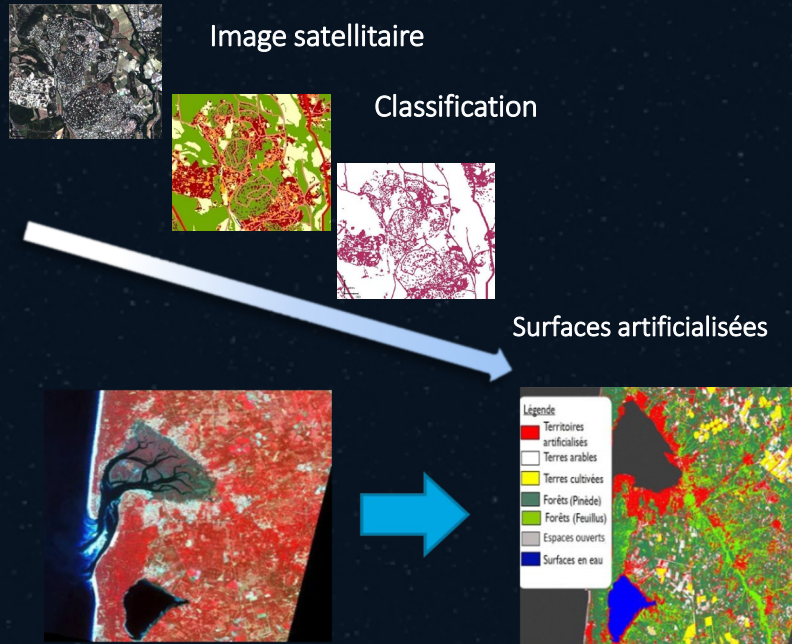 Image satellitaire
Classification
Surfaces artificialisées
Légende
Territoires
artificialisés
Terres arables
Terres cultivées
Forêts (Pinède)
Forêts (Feuillus)
Espaces ouverts
Surfaces en eau